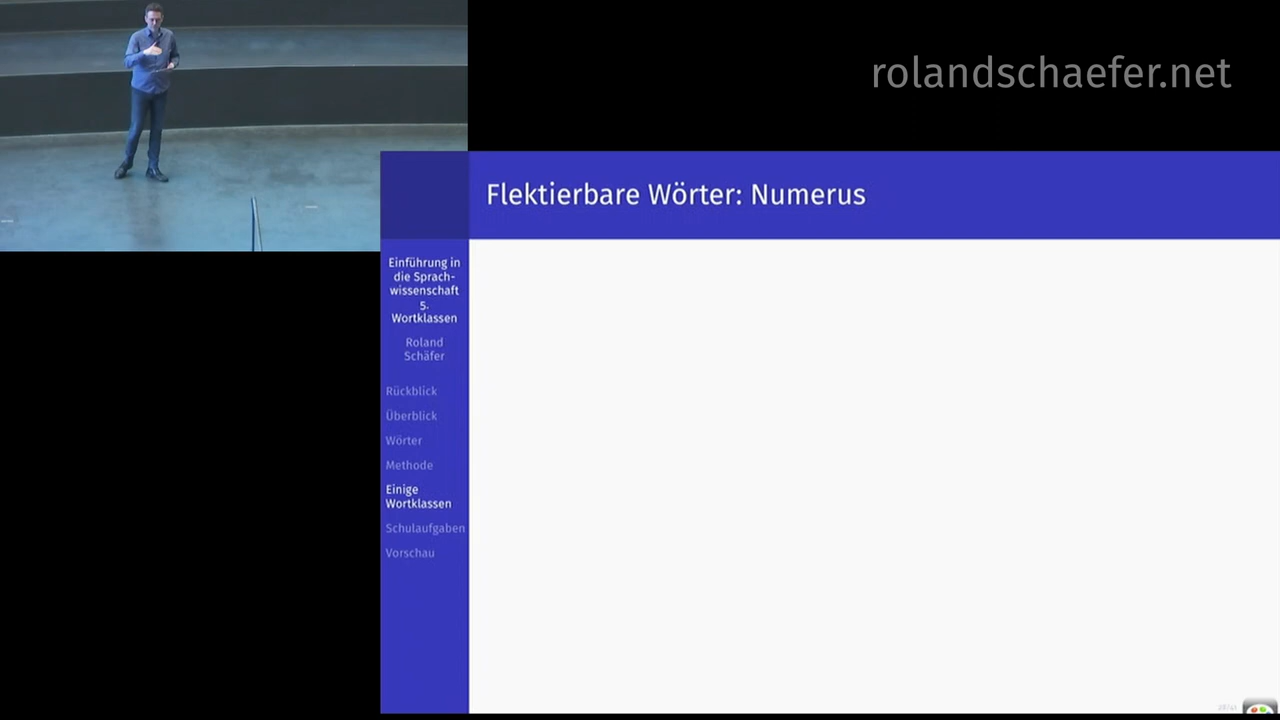 rolandschaefer.net
Flektierbare Wörter: Numerus
Einführung in
die Sprach-
wissenschaft
5.
Wortklassen
Roland
Schäfer
Rückblick
Überblick
Wörter
Methode
Einige
Wortklassen
Schulaufgaben
Vorschau